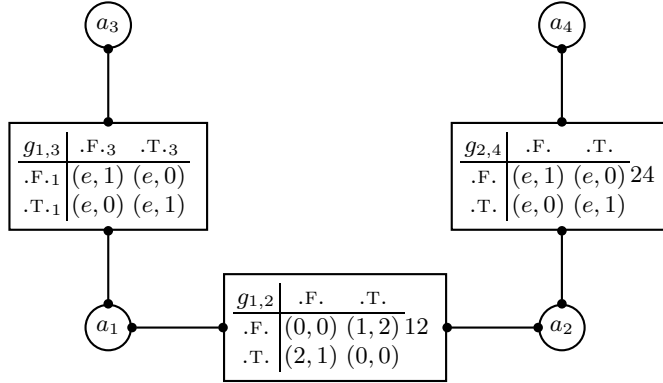 a3 a4
g1,3 .F.3 .T.3
.F.1 (e, 1) (e, 0)
.T.1 (e, 0) (e, 1)
g2,4 .F. .T.
.F. (e, 1) (e, 0) 24
.T. (e, 0) (e, 1)
a1
g1,2 .F. .T.
.F. (0, 0) (1, 2) 12
.T. (2, 1) (0, 0)
a2